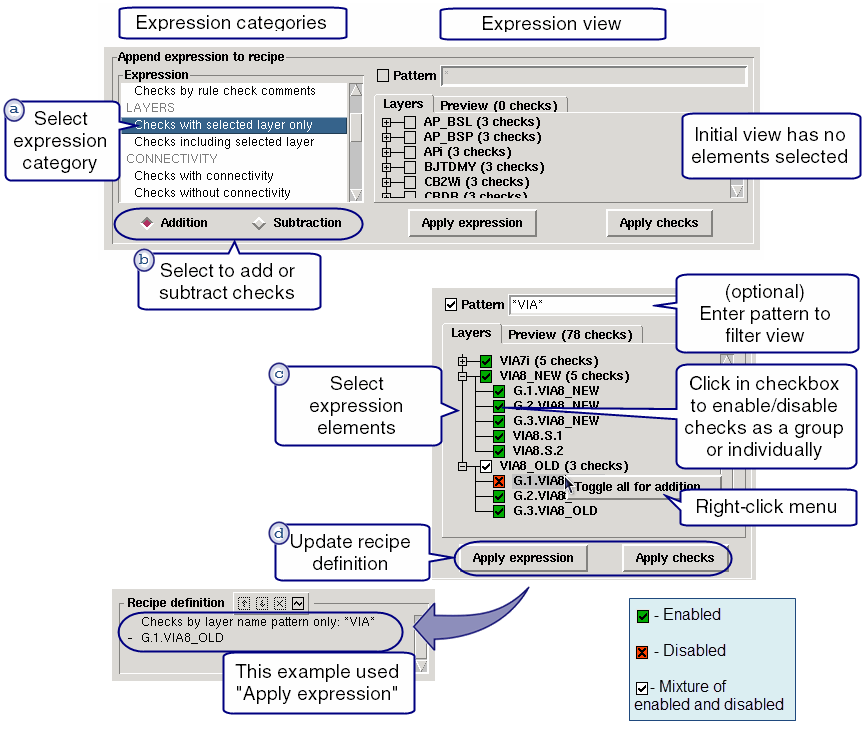 Expression categories
Expression view
Append expression to recipe
Expression
Checks by rule check comments
LAYERS
Checks with selected layer only
Checks including selected layer
CONNECTIVITY
Checks with connectivity
Checks without connectivity
Addition
Subtraction
Pattern
*
Layers
Preview (0 checks)
AP_BSL (3 checks)
AP_BSP (3 checks)
APi (3 checks)
BJTDMY (3 checks)
CB2Wi (3 checks)
CBDR (3 checks)
Apply expression
Apply checks
a
Select
expression
category
Initial view has no
elements selected
b
Select to add or
subtract checks
Pattern
*VIA*
(optional)
Enter pattern to
filter view
Layers
Preview (78 checks)
VIA7i (5 checks)
VIA8_NEW (5 checks)
G.1.VIA8_NEW
G.2.VIA8_NEW
G.3.VIA8_NEW
VIA8.S.1
VIA8.S.2
VIA8_OLD (3 checks)
G.1.VIA8
Toggle all for addition
G.2.VIA8_
G.3.VIA8_OLD
c
Select
expression
elements
Click in checkbox
to enable/disable
checks as a group
or individually
Right-click menu
d
Update recipe
definition
Apply expression
Apply checks
Recipe definition
Checks by layer name pattern only: *VIA*
- G.1.VIA8_OLD
This example used
"Apply expression"
- Enabled
- Disabled
- Mixture of
enabled and disabled